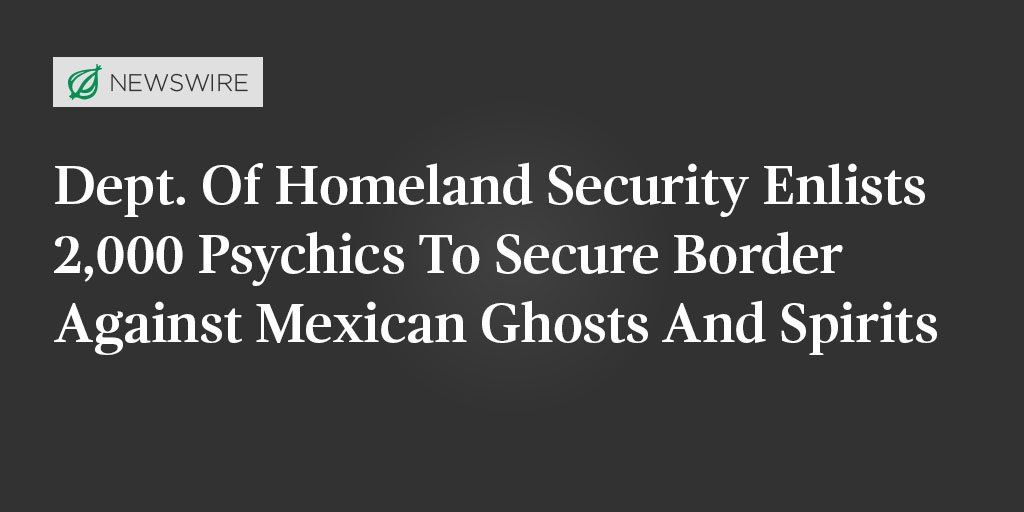 NEWSWIRE
Dept. Of Homeland Security Enlists
2,000 Psychics To Secure Border
Against Mexican Ghosts And Spirits